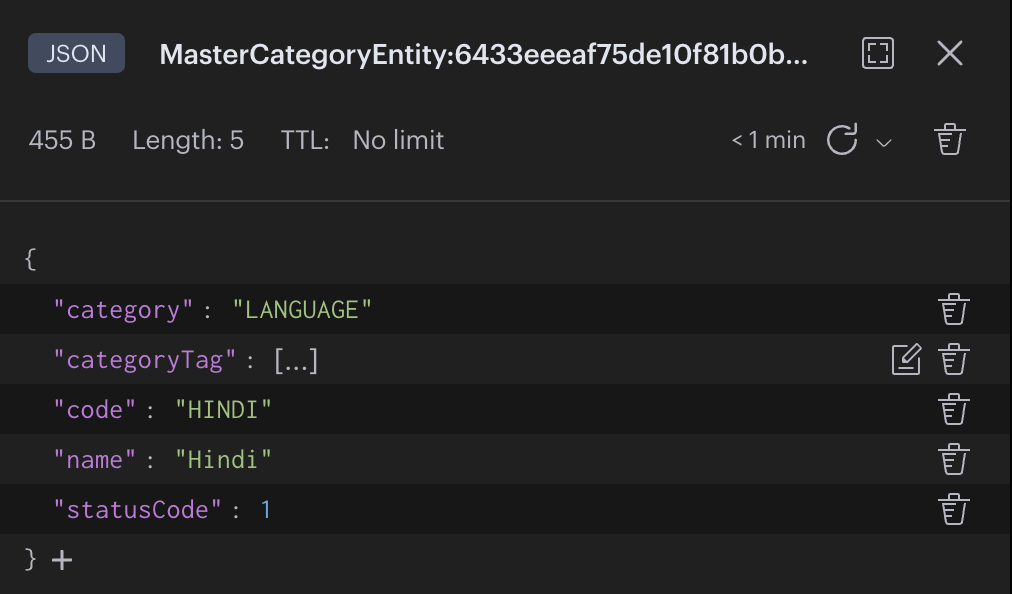 JSON MasterCategoryEntity:6433eeeaf75de10f81b0b...
455 B Length: 5 TTL: No limit < 1 min
{
"category" : "LANGUAGE"
"categoryTag" : [...]
"code" : "HINDI"
"name" : "Hindi"
"statusCode" : 1
} +